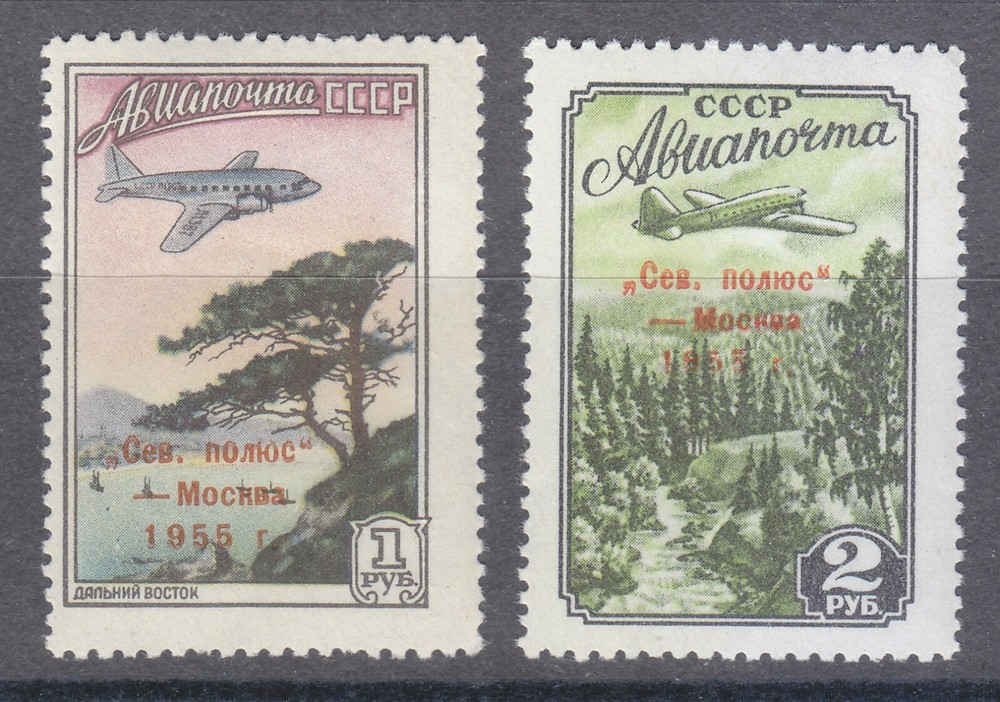 Авиапочта СССР
„Сев. полюс“
— Москва
1955 г.
1
РУБ.
ДАЛЬНИЙ ВОСТОК
СССР
Авиапочта
„Сев. полюс“
— Москва
1955 г.
2
РУБ.